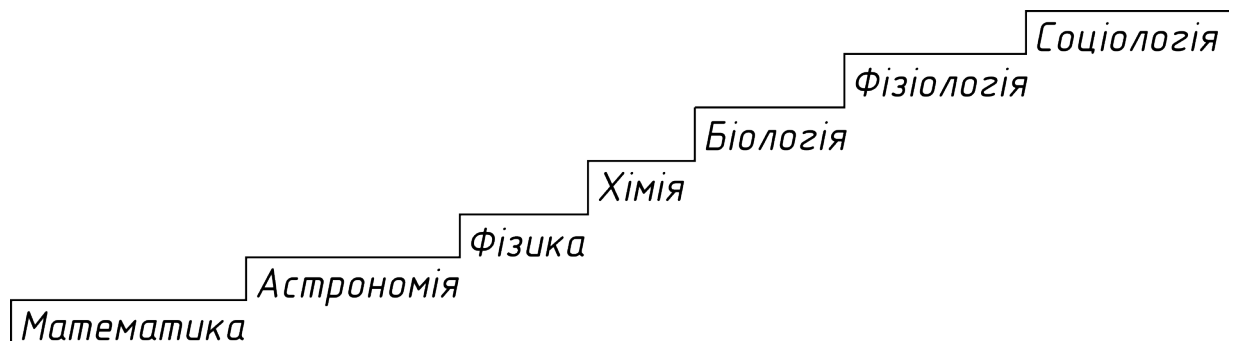 Соціологія
Фізіологія
Біологія
Хімія
Фізика
Астрономія
Математика